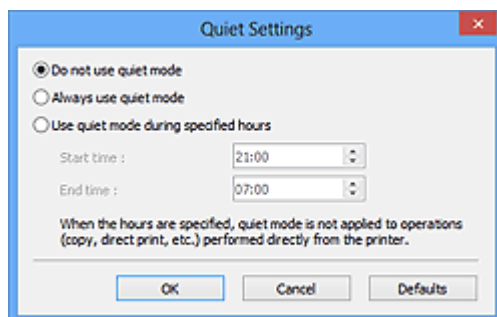 Quiet Settings
Do not use quiet mode
Always use quiet mode
Use quiet mode during specified hours
Start time : 21:00
End time : 07:00
When the hours are specified, quiet mode is not applied to operations
(copy, direct print, etc.) performed directly from the printer.
OK Cancel Defaults